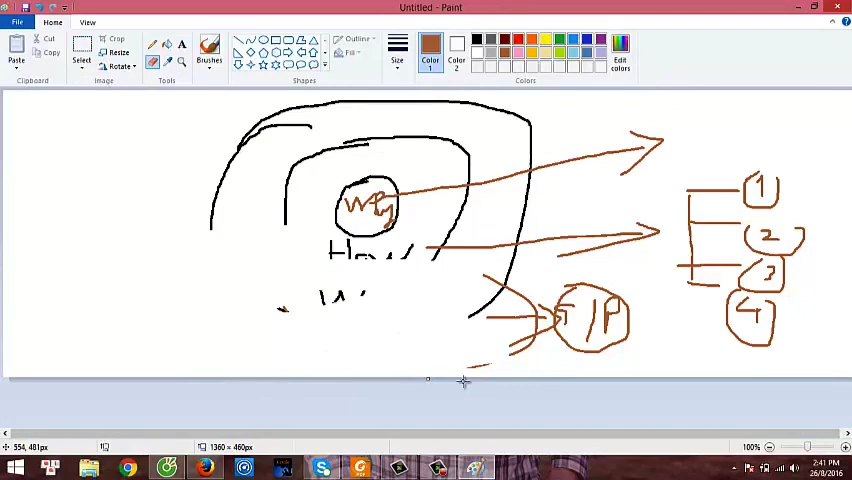 Untitled - Paint
File
Home
View
Paste
Cut
Copy
Clipboard
Select
Crop
Resize
Rotate
Image
A
Tools
Brushes
Outline
Fill
Shapes
Size
Color 1
Color 2
Edit colors
Colors
Why
How
1
2
3
4
/P
554, 481px
1360 × 460px
100%
2:41 PM
26/8/2016